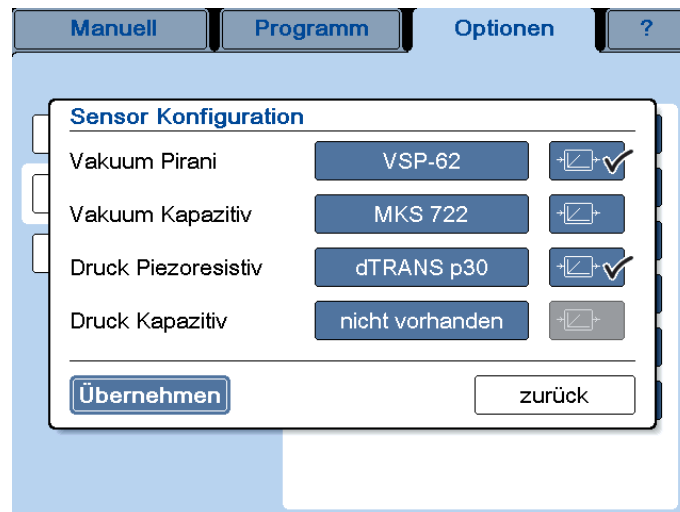 Manuell Programm Optionen ?
Sensor Konfiguration
Vakuum Pirani VSP-62
Vakuum Kapazitiv MKS 722
Druck Piezoresistiv dTRANS p30
Druck Kapazitiv nicht vorhanden
Übernehmen zurück